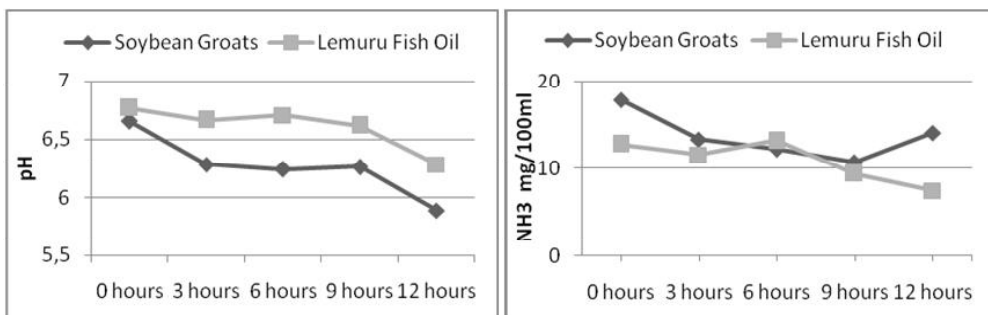 Soybean Groats Lemuru Fish Oil
7
6,5
6
5,5
pH
0 hours 3 hours 6 hours 9 hours 12 hours
Soybean Groats Lemuru Fish Oil
20
10
0
NH3 mg/100ml
0 hours 3 hours 6 hours 9 hours 12 hours